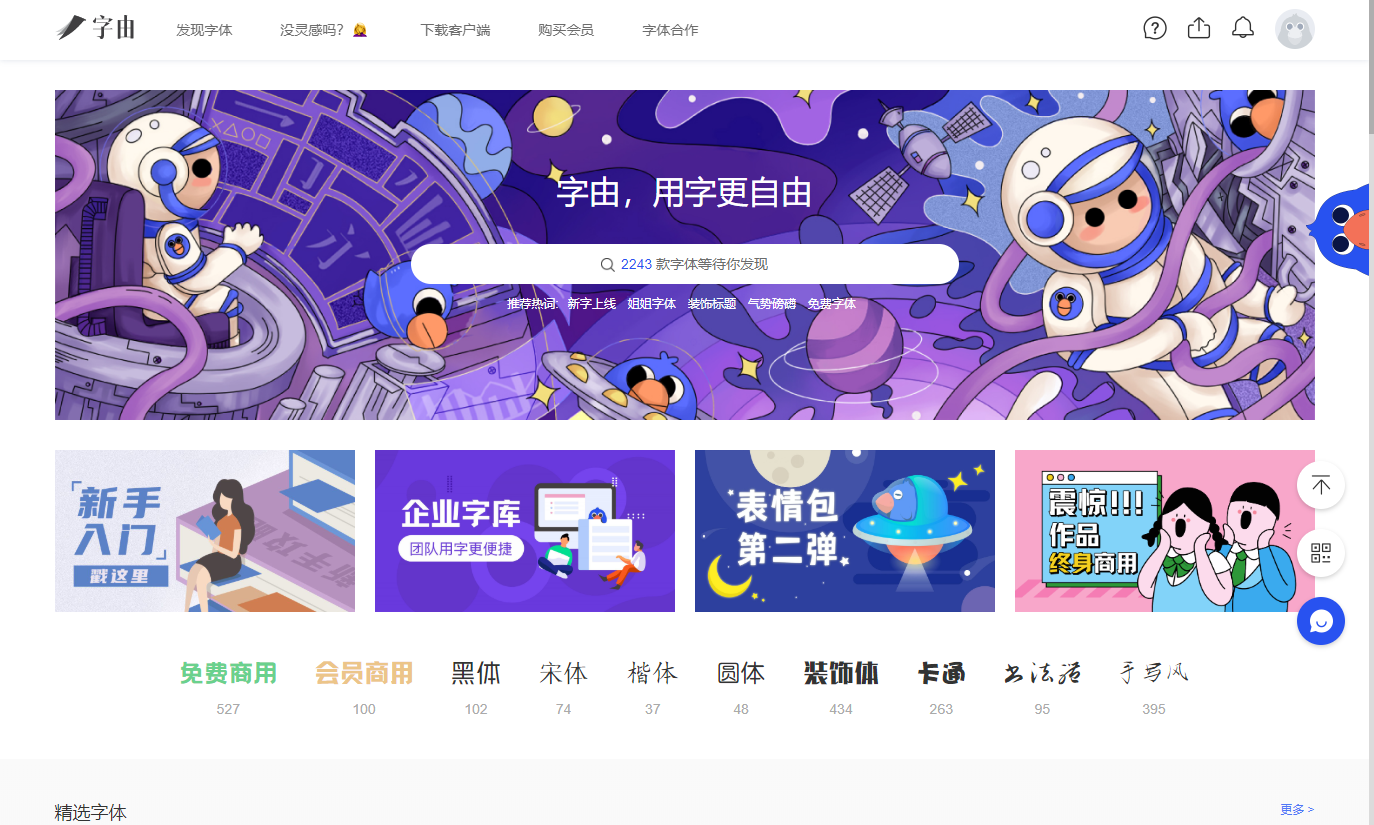 字由
发现字体
没灵感吗?
下载客户端
购买会员
字体合作
字由，用字更自由
2243 款字体等待你发现
推荐热词: 新字上线 姐姐字体 装饰标题 气势磅礴 免费字体
「新手
入门」
戳这里
企业字库
团队用字更便捷
表情包
第二弹
震惊!!!
作品
终身商用
免费商用
527
会员商用
100
黑体
102
宋体
74
楷体
37
圆体
48
装饰体
434
卡通
263
书法落
95
手写风
395
精选字体
更多 >